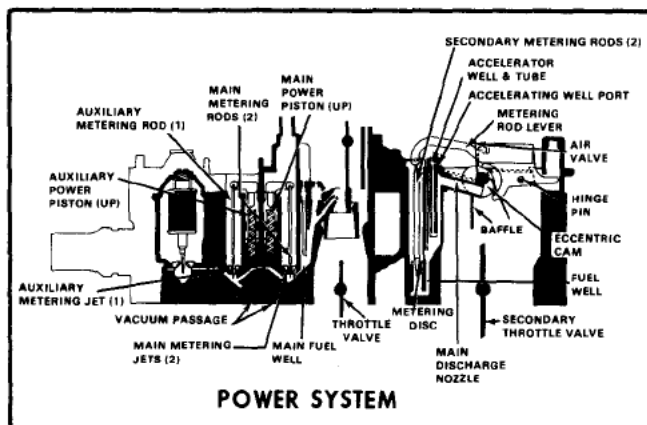 SECONDARY METERING RODS (2)
ACCELERATOR
WELL & TUBE
ACCELERATING WELL PORT
METERING
ROD LEVER
AIR
VALVE
HINGE
PIN
ECCENTRIC
CAM
BAFFLE
FUEL
WELL
SECONDARY
THROTTLE VALVE
MAIN
DISCHARGE
NOZZLE
METERING
DISC
THROTTLE
VALVE
MAIN
POWER
PISTON (UP)
MAIN
METERING
RODS (2)
AUXILIARY
METERING ROD (1)
AUXILIARY
POWER
PISTON (UP)
AUXILIARY
METERING JET (1)
VACUUM PASSAGE
MAIN METERING
JETS (2)
MAIN FUEL
WELL
POWER SYSTEM